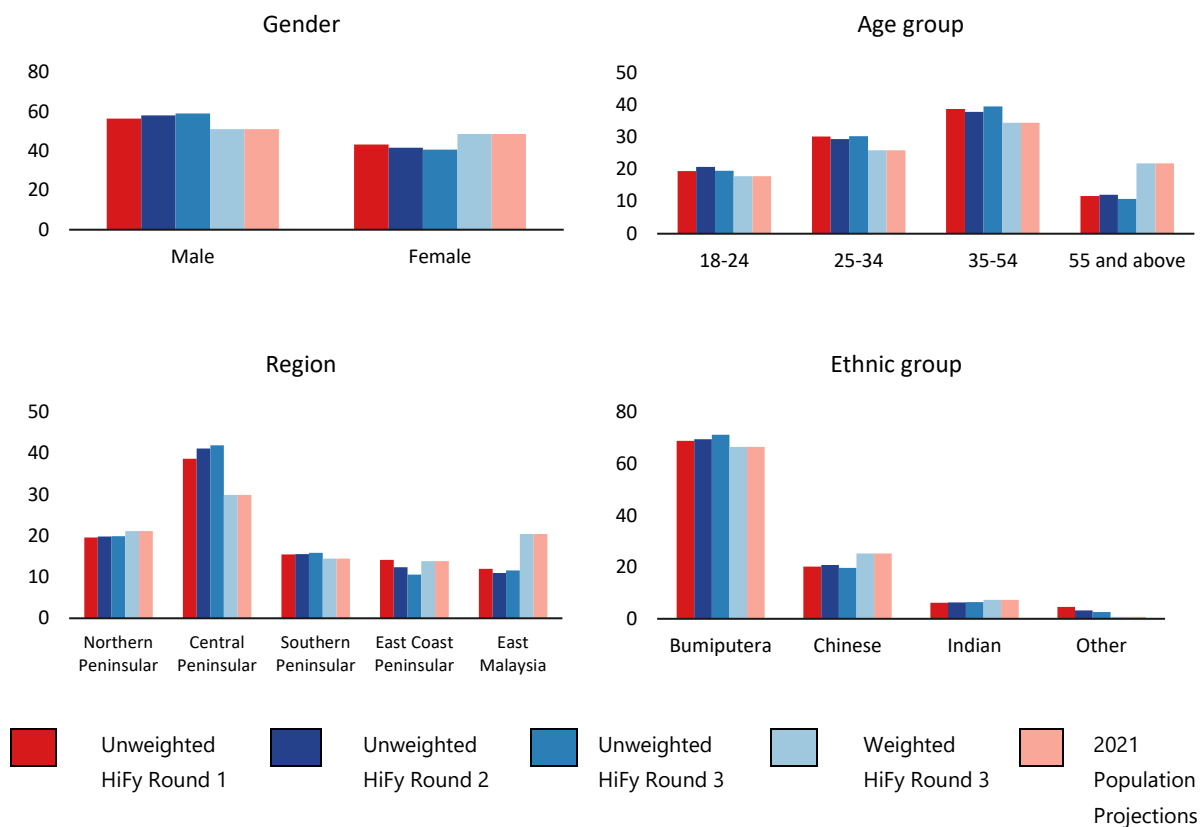 Gender
80
60
40
20
0
Male Female
Age group
50
40
30
20
10
0
18-24 25-34 35-54 55 and above
Region
50
40
30
20
10
0
Northern Central Southern East Coast East
Peninsular Peninsular Peninsular Peninsular Malaysia
Ethnic group
80
60
40
20
0
Bumiputera Chinese Indian Other
Unweighted
HiFy Round 1
Unweighted
HiFy Round 2
Unweighted
HiFy Round 3
Weighted
HiFy Round 3
2021
Population
Projections